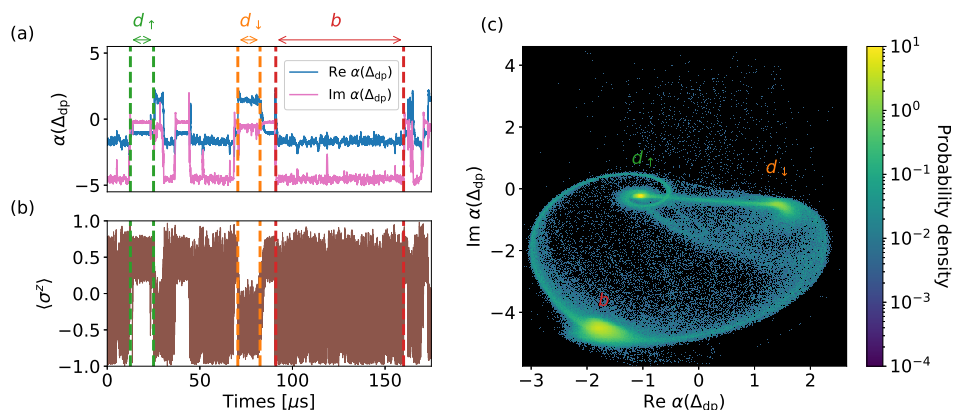 (a)
d↑
d↓
b
α(Δdp)
5
0
−5
Re α(Δdp)
Im α(Δdp)
(b)
⟨σᶻ⟩
1.0
0.5
0.0
−0.5
−1.0
0
50
100
150
Times [μs]
(c)
Im α(Δdp)
4
2
0
−2
−4
d↑
d↓
b
−3
−2
−1
0
1
2
Re α(Δdp)
10¹
10⁰
10⁻¹
10⁻²
10⁻³
10⁻⁴
Probability density